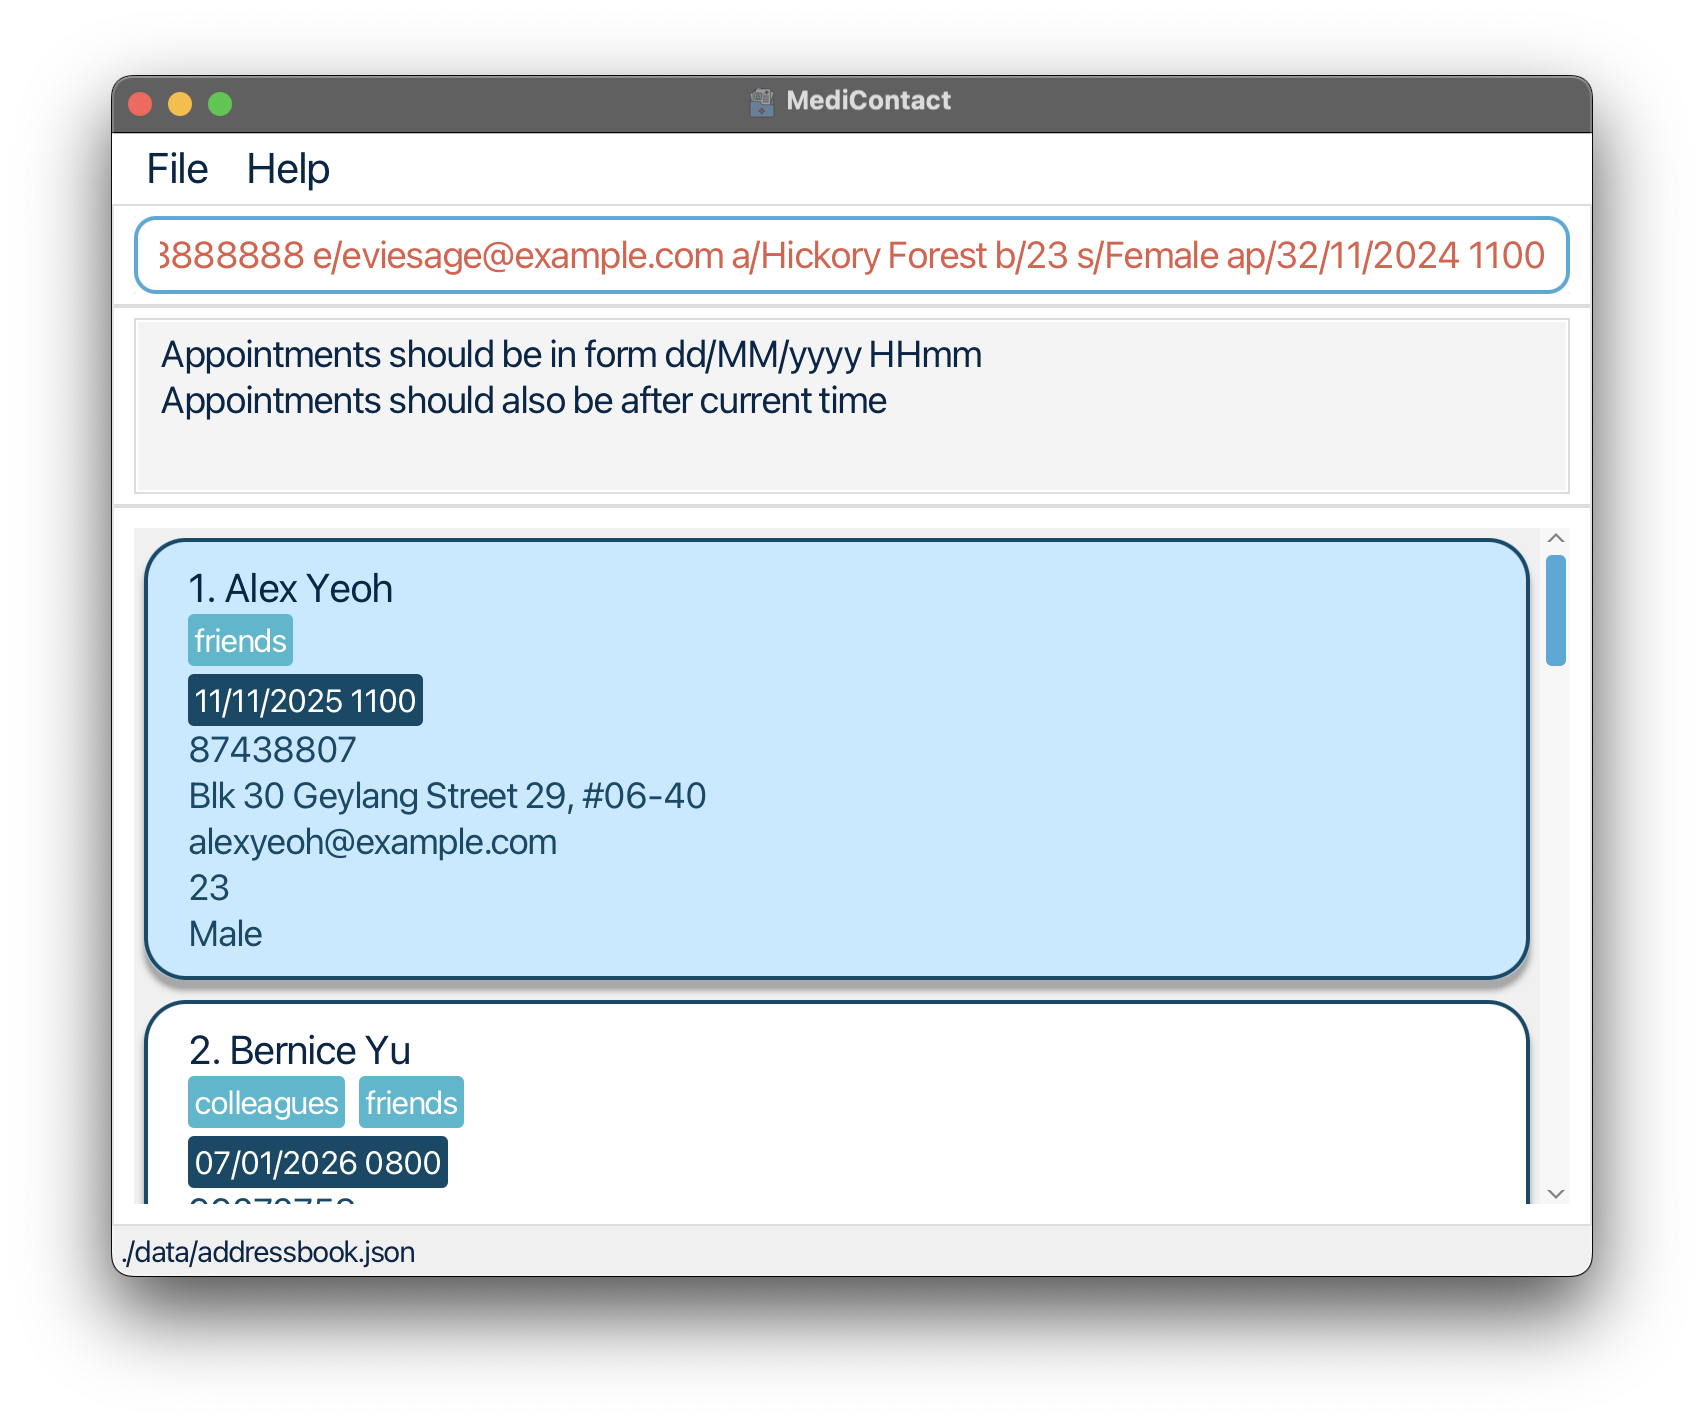 MediContact
File Help
8888888 e/eviesage@example.com a/Hickory Forest b/23 s/Female ap/32/11/2024 1100
Appointments should be in form dd/MM/yyyy HHmm
Appointments should also be after current time
1. Alex Yeoh
friends
11/11/2025 1100
87438807
Blk 30 Geylang Street 29, #06-40
alexyeoh@example.com
23
Male
2. Bernice Yu
colleagues friends
07/01/2026 0800
./data/addressbook.json